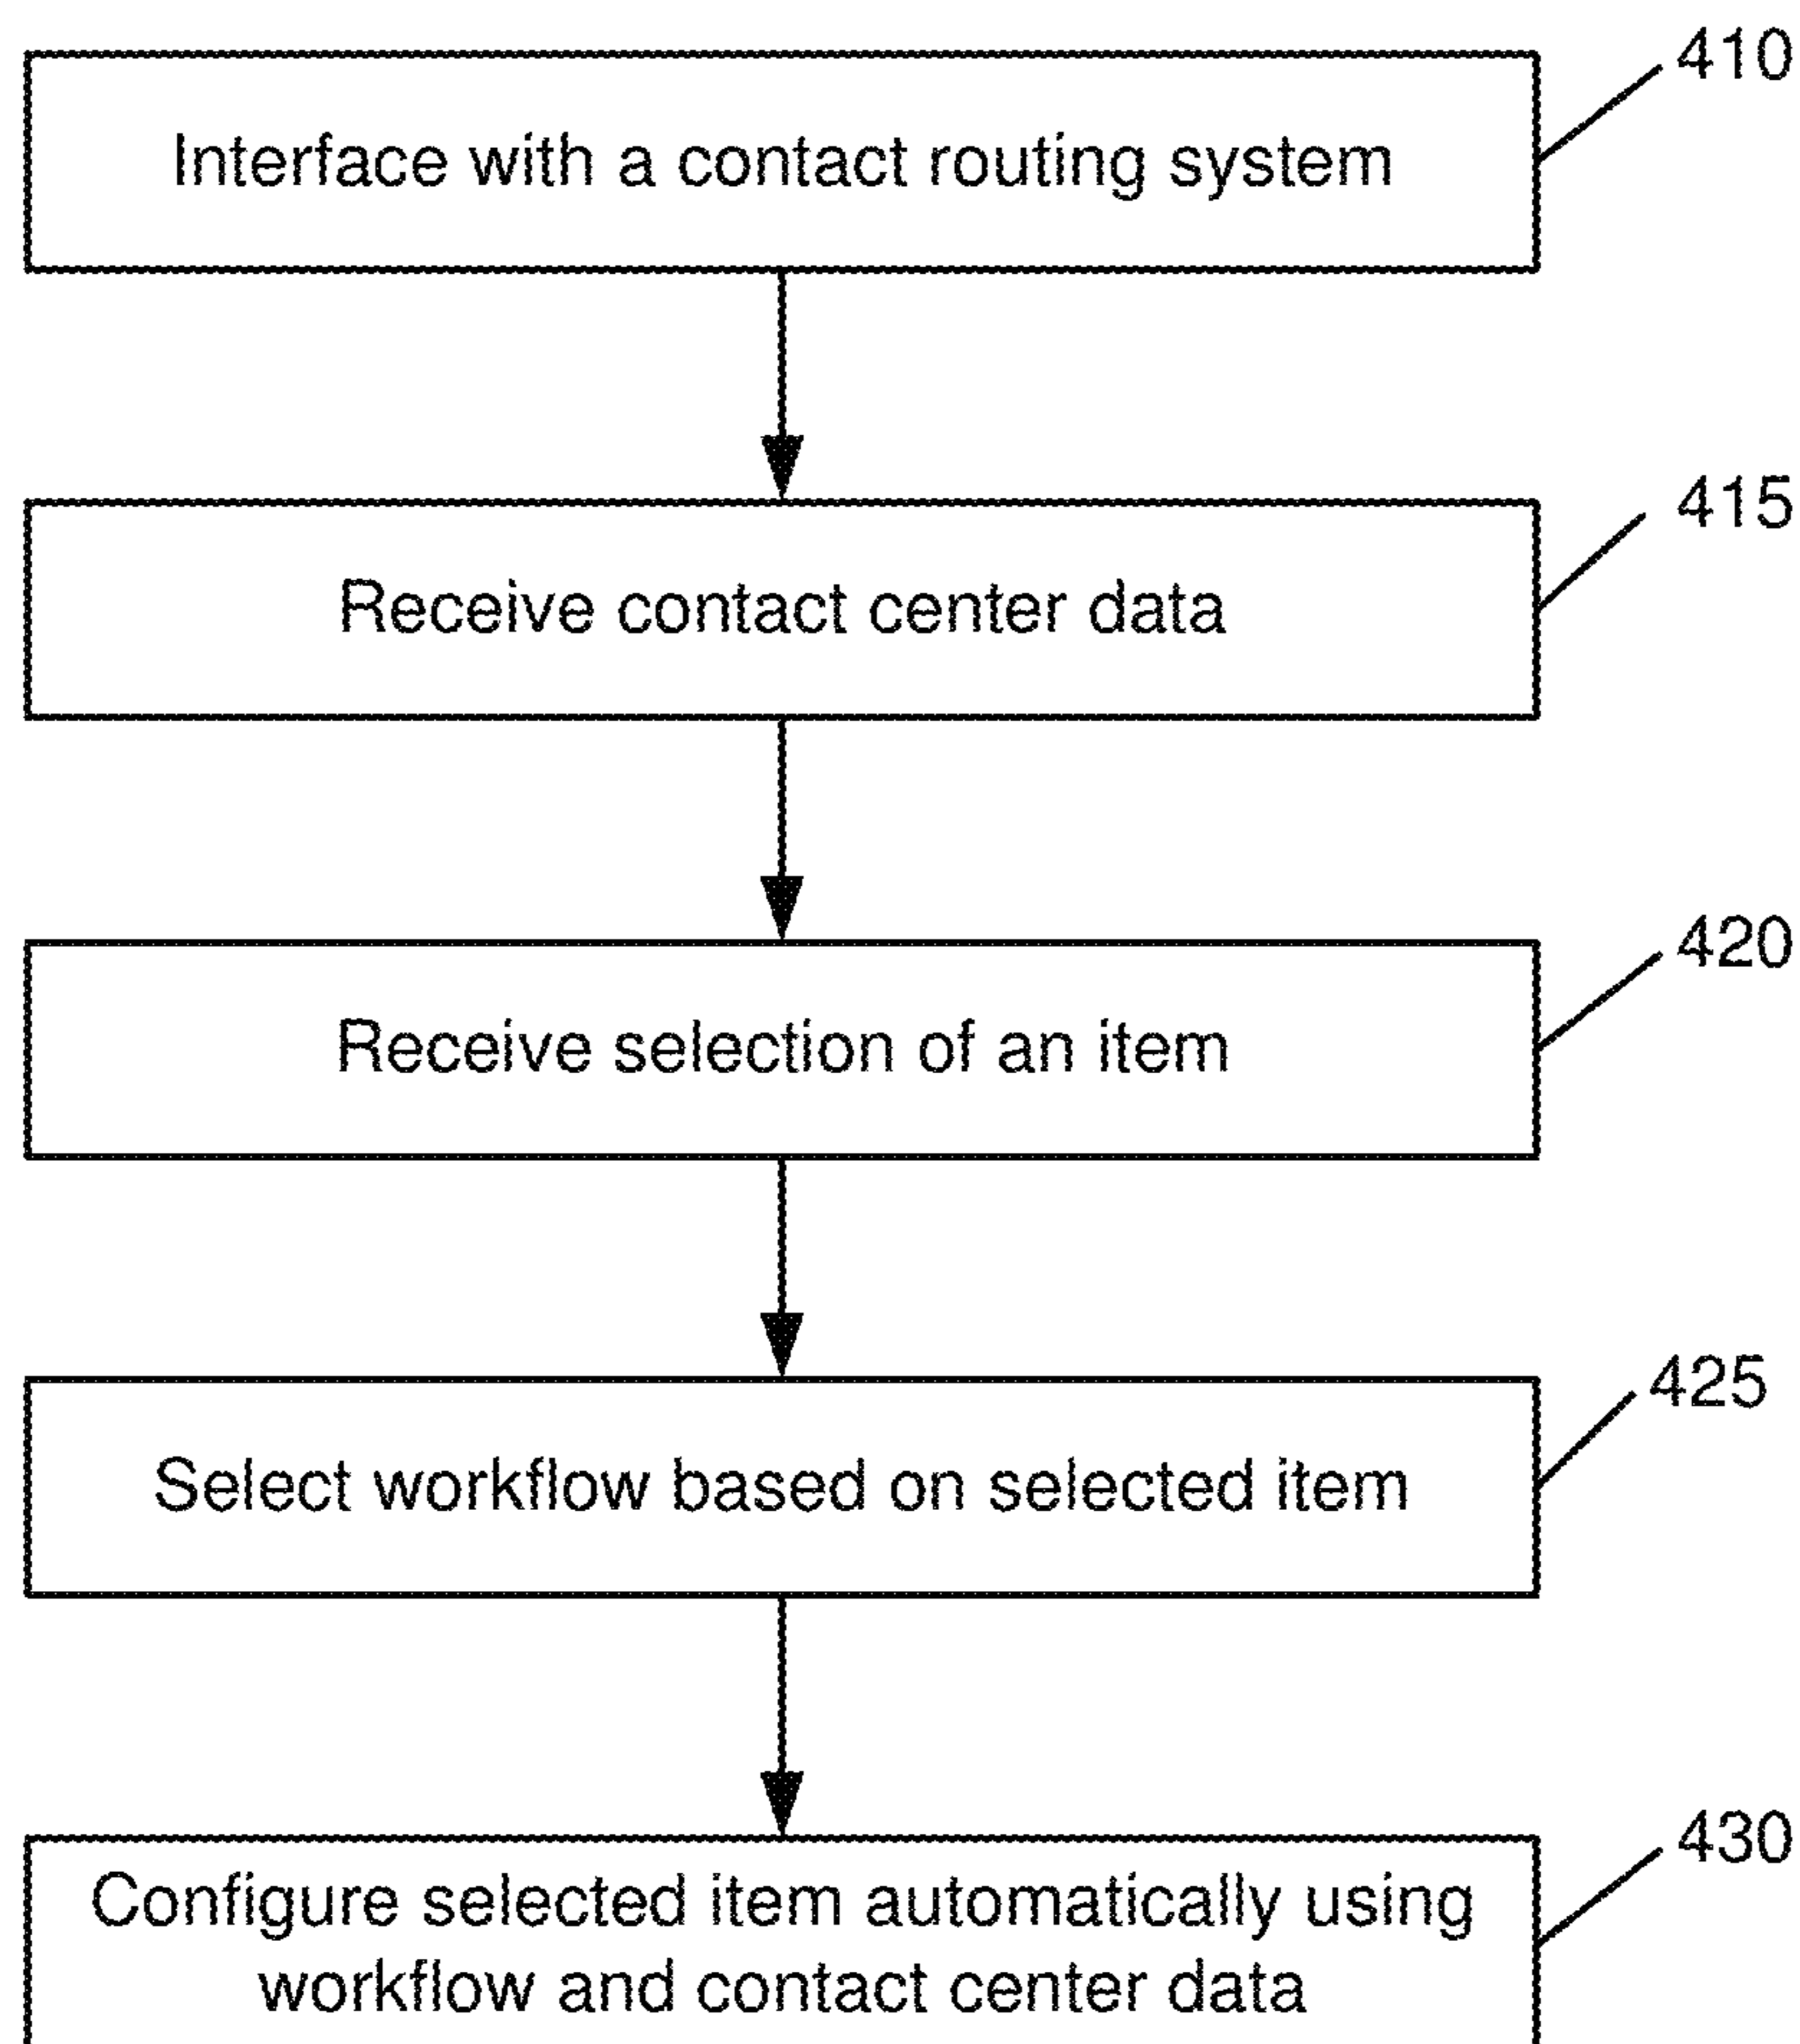 410
Interface with a contact routing system
415
Receive contact center data
420
Receive selection of an item
425
Select workflow based on selected item
430
Configure selected item automatically using
workflow and contact center data